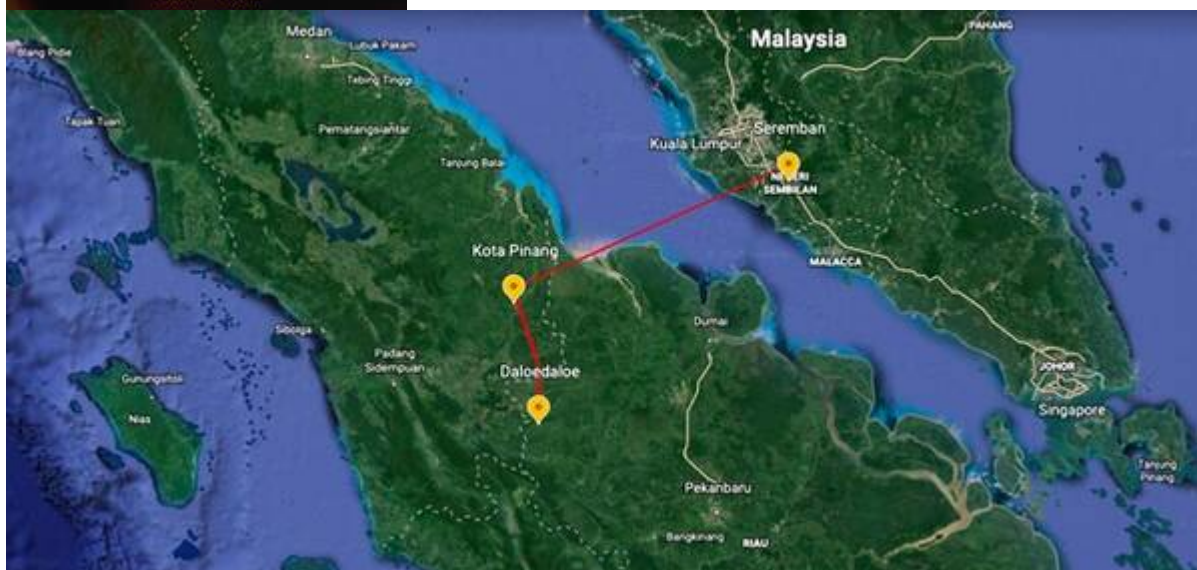 Medan
Lubuk Pakam
Tebing Tinggi
Blang Pidie
Tapak Tuan
Pematangsiantar
Tanjung Balai
Malaysia
PAHANG
Kuala Lumpur
Seremban
NEGERI
SEMBILAN
MALACCA
Kota Pinang
Sibolga
Padang
Sidempuan
Daloedaloe
Gunungsitoli
Nias
Dumai
Pekanbaru
Bangkinang
RIAU
JOHOR
Singapore
Tanjung
Pinang